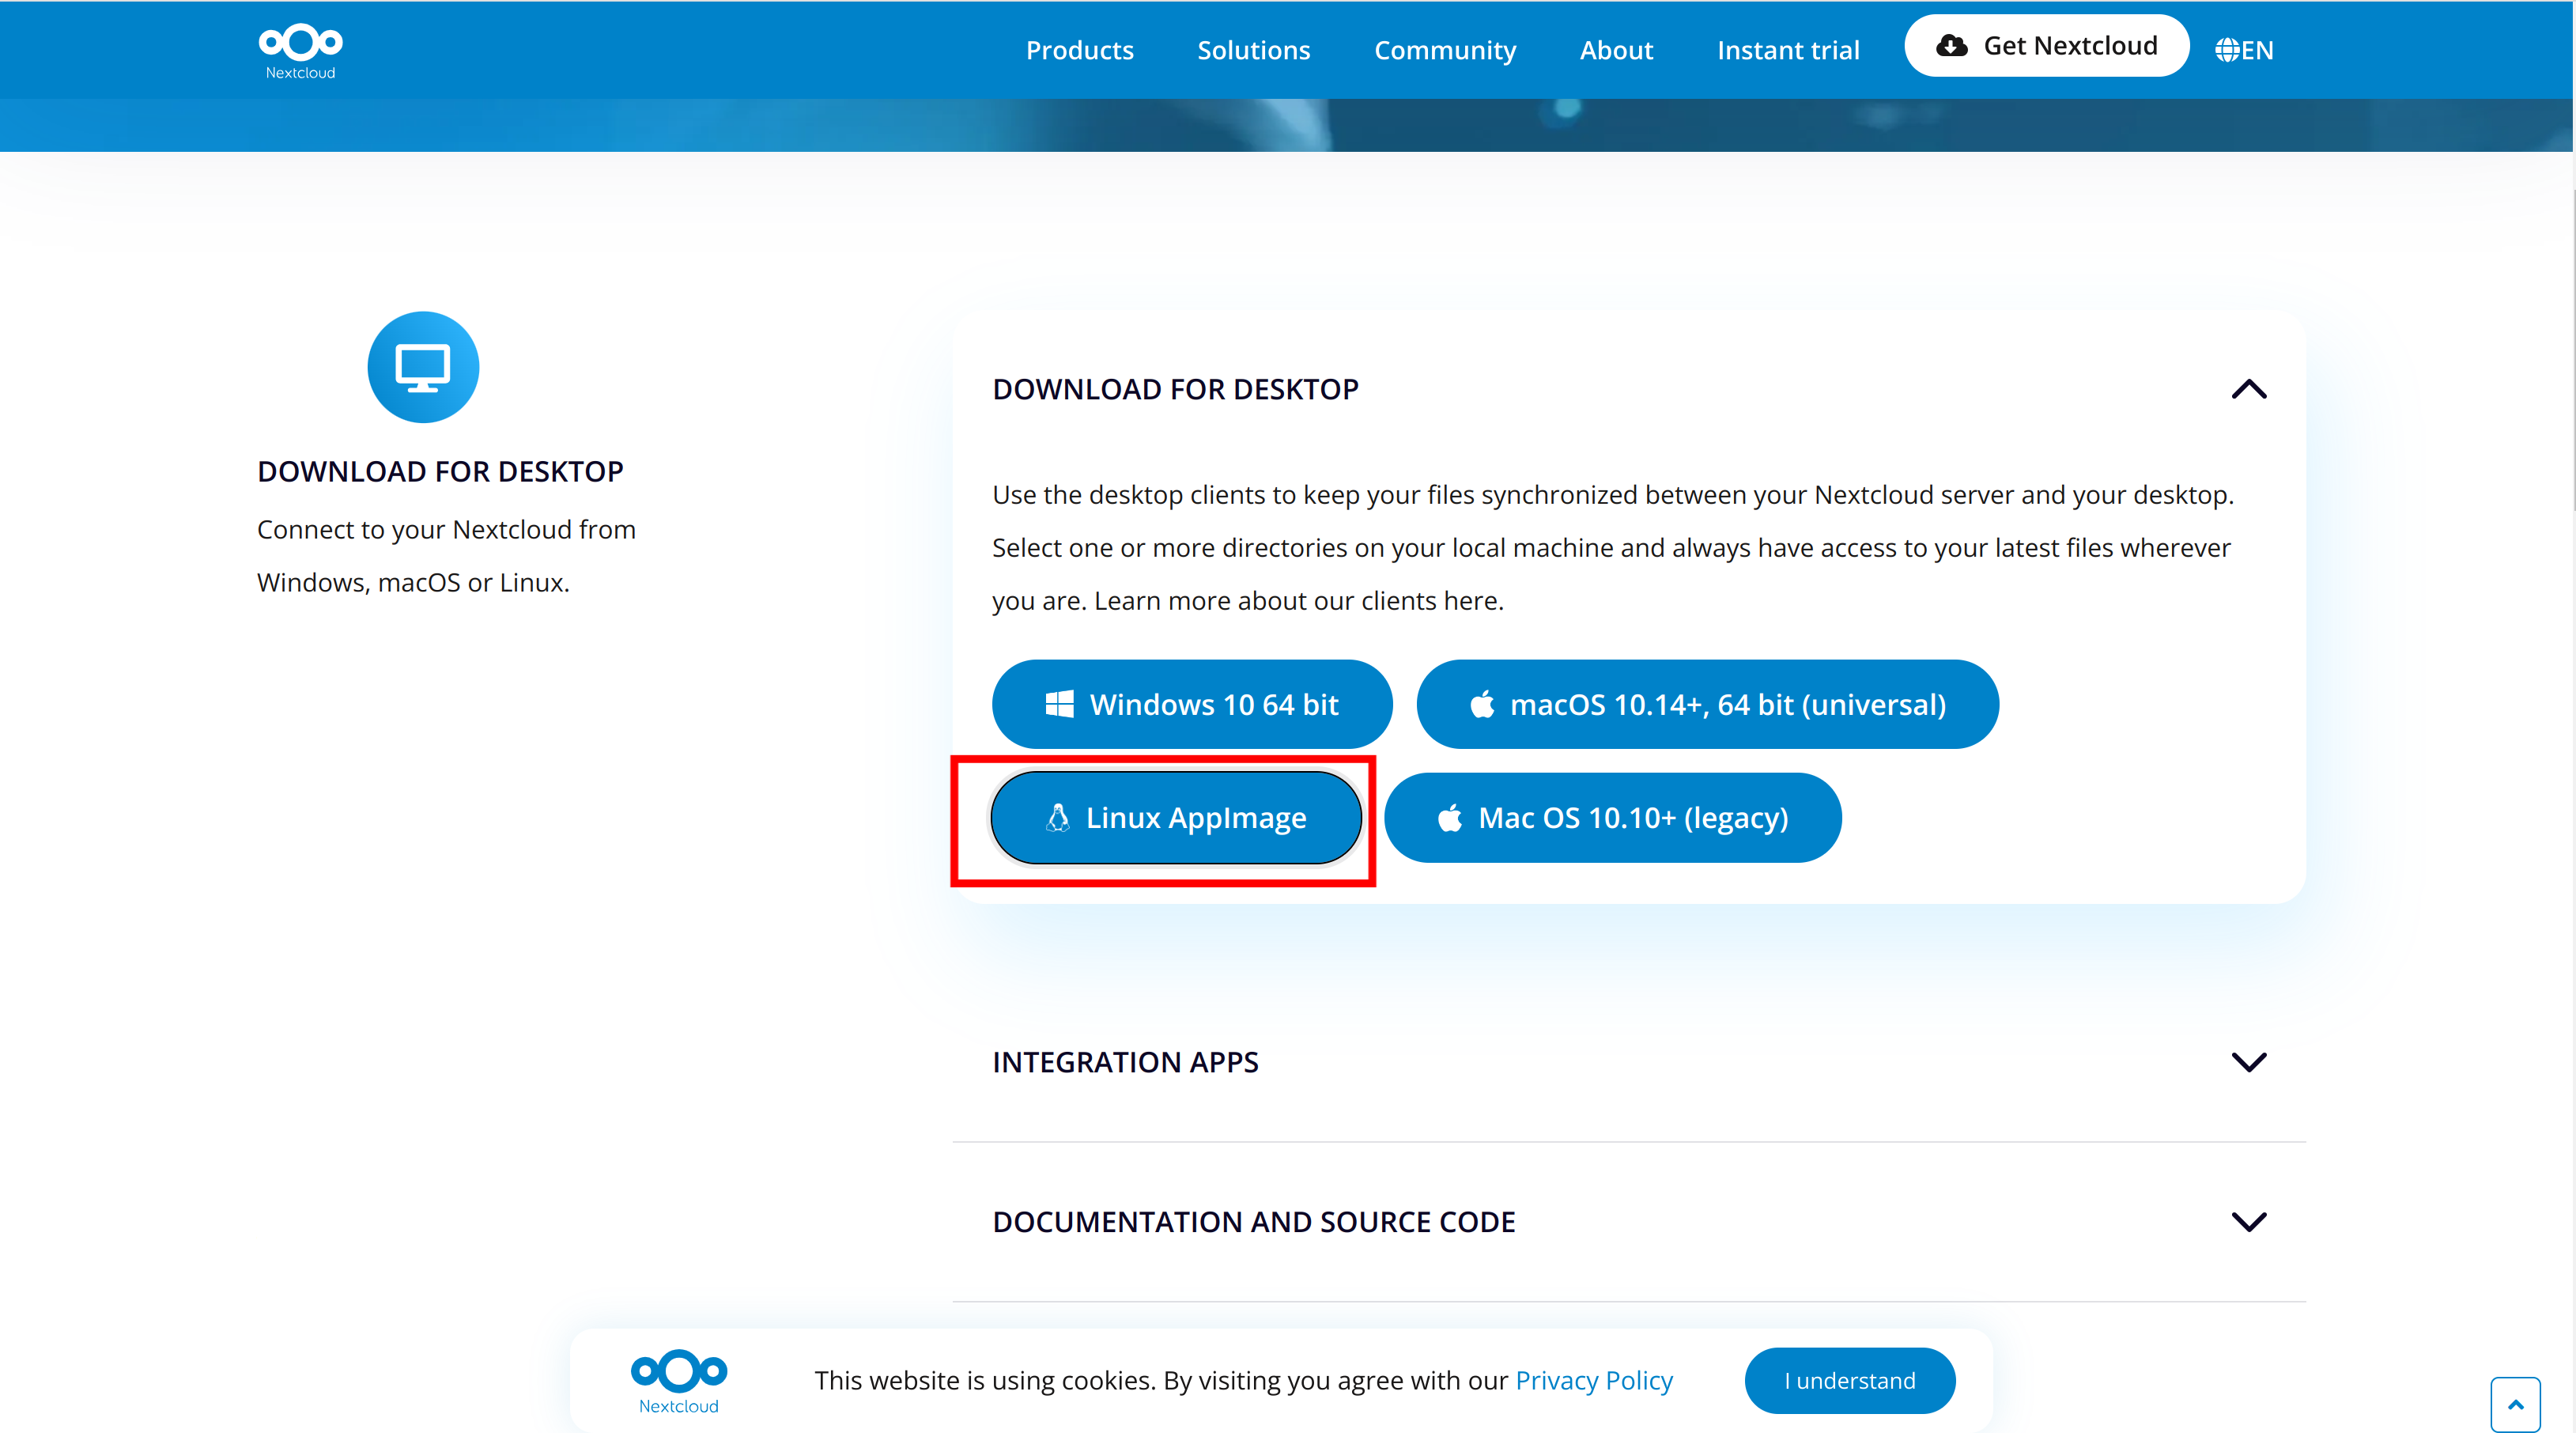 Nextcloud
Products
Solutions
Community
About
Instant trial
Get Nextcloud
EN
DOWNLOAD FOR DESKTOP
Connect to your Nextcloud from
Windows, macOS or Linux.
DOWNLOAD FOR DESKTOP
Use the desktop clients to keep your files synchronized between your Nextcloud server and your desktop.
Select one or more directories on your local machine and always have access to your latest files wherever
you are. Learn more about our clients here.
Windows 10 64 bit
macOS 10.14+, 64 bit (universal)
Linux AppImage
Mac OS 10.10+ (legacy)
INTEGRATION APPS
DOCUMENTATION AND SOURCE CODE
Nextcloud
This website is using cookies. By visiting you agree with our Privacy Policy
I understand